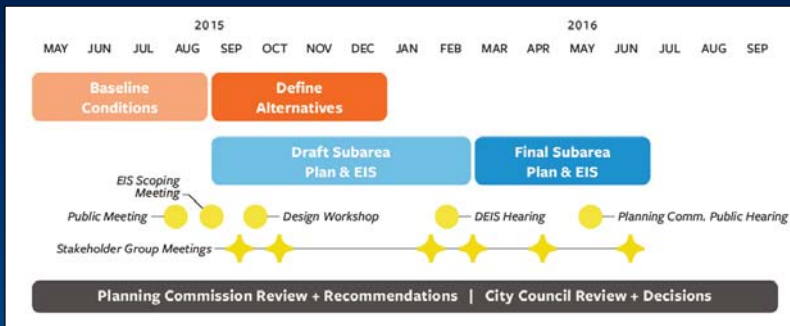 2015 2016
MAY JUN JUL AUG SEP OCT NOV DEC JAN FEB MAR APR MAY JUN JUL AUG SEP
Baseline
Conditions
Define
Alternatives
Draft Subarea
Plan & EIS
Final Subarea
Plan & EIS
EIS Scoping
Meeting
Public Meeting Design Workshop DEIS Hearing Planning Comm. Public Hearing
Stakeholder Group Meetings
Planning Commission Review + Recommendations | City Council Review + Decisions